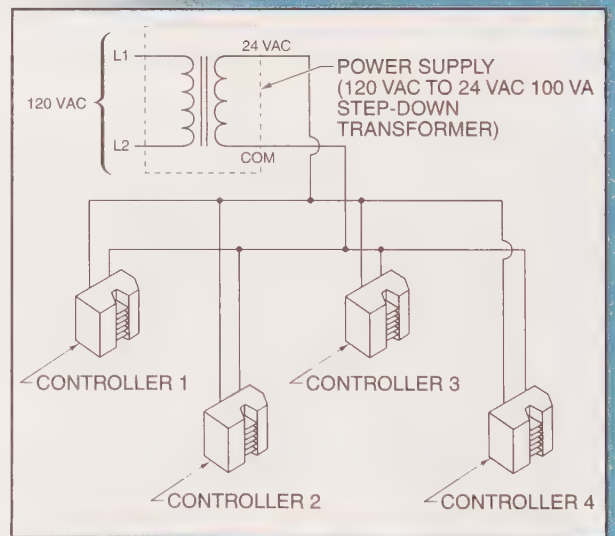 L1
24 VAC
120 VAC
L2
COM
POWER SUPPLY
(120 VAC TO 24 VAC 100 VA
STEP-DOWN
TRANSFORMER)
CONTROLLER 1
CONTROLLER 3
CONTROLLER 2
CONTROLLER 4